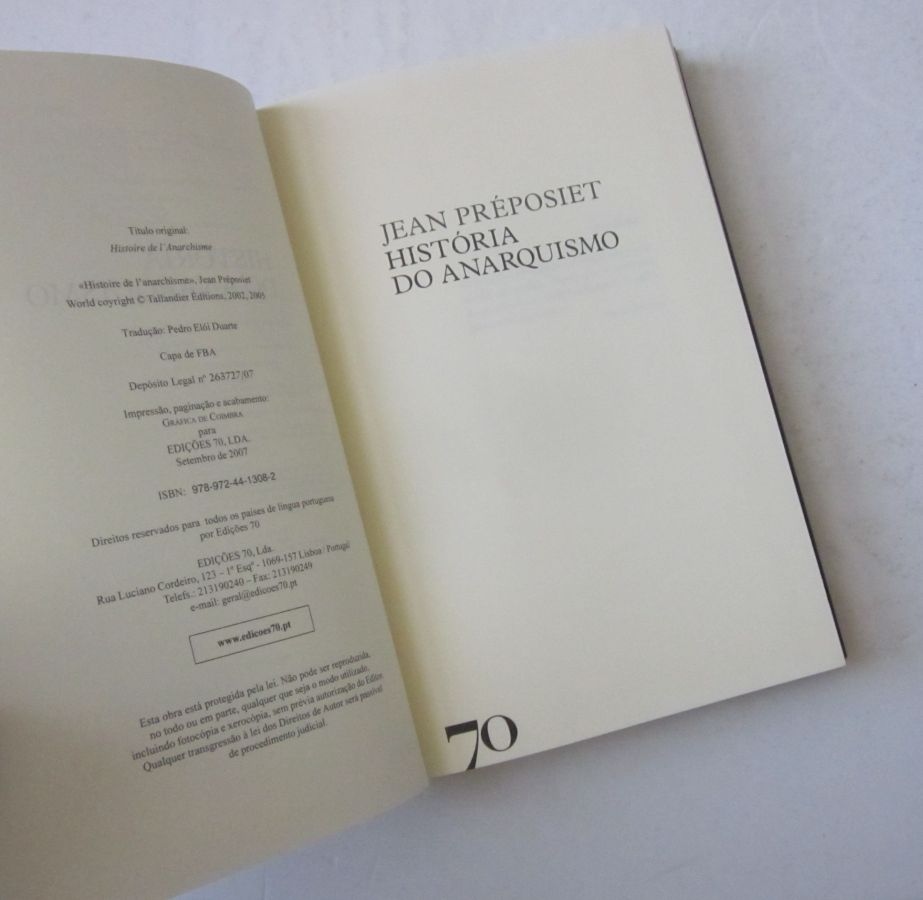 Título original:
Histoire de l'Anarchisme
«Histoire de l'anarchisme», Jean Préposiet
World coyright © Tallandier Éditions, 2002, 2005
Tradução: Pedro Elói Duarte
Capa de FBA
Depósito Legal nº 263727/07
Impressão, paginação e acabamento:
GRÁFICA DE COIMBRA
para
EDIÇÕES 70, LDA.
Setembro de 2007
ISBN: 978-972-44-1308-2
Direitos reservados para todos os países de língua portuguesa
por Edições 70
EDIÇÕES 70, Lda.
Rua Luciano Cordeiro, 123 – 1º Esqº - 1069-157 Lisboa / Portugal
Telefs.: 213190240 – Fax: 213190249
e-mail: geral@edicoes70.pt
www.edicoes70.pt
Esta obra está protegida pela lei. Não pode ser reproduzida,
no todo ou em parte, qualquer que seja o modo utilizado,
incluindo fotocópia e xerocópia, sem prévia autorização do Editor.
Qualquer transgressão à lei dos Direitos de Autor será passível
de procedimento judicial.
JEAN PRÉPOSIET
HISTÓRIA
DO ANARQUISMO
70